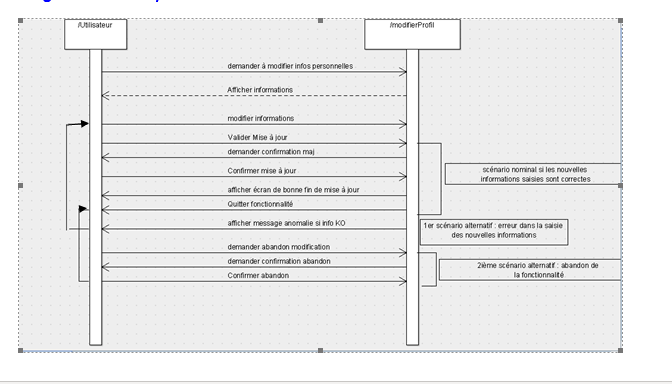 /Utilisateur
/modifierProfil
demander à modifier infos personnelles
Afficher informations
modifier informations
Valider Mise à jour
demander confirmation maj
Confirmer mise à jour
scénario nominal si les nouvelles
informations saisies sont correctes
afficher écran de bonne fin de mise à jour
Quitter fonctionnalité
afficher message anomalie si info KO
1er scénario alternatif : erreur dans la saisie
des nouvelles informations
demander abandon modification
demander confirmation abandon
Confirmer abandon
2ième scénario alternatif : abandon de
la fonctionnalité